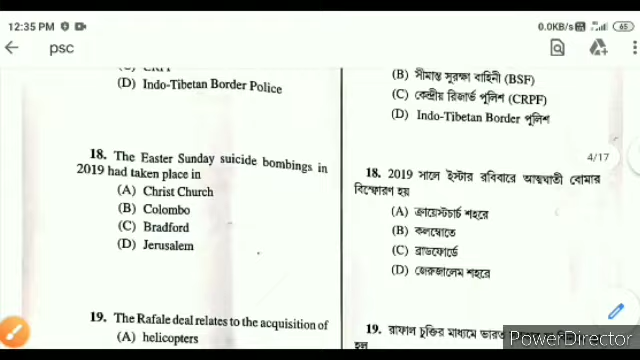 12:35 PM
0.0KB/s
65
psc
(D) Indo-Tibetan Border Police
18. The Easter Sunday suicide bombings in
2019 had taken place in
(A) Christ Church
(B) Colombo
(C) Bradford
(D) Jerusalem
19. The Rafale deal relates to the acquisition of
(A) helicopters
(B) সীমান্ত সুরক্ষা বাহিনী (BSF)
(C) কেন্দ্রীয় রিজার্ভ পুলিশ (CRPF)
(D) Indo-Tibetan Border পুলিশ
4/17
18. 2019 সালে ইস্টার রবিবারে আত্মঘাতী বোমার
বিস্ফোরণ হয়
(A) ক্রায়েস্টচার্চ শহরে
(B) কলম্বোতে
(C) ব্রাডফোর্ডে
(D) জেরুজালেম শহরে
19. রাফাল চুক্তির মাধ্যমে ভারত
হল
PowerDirector